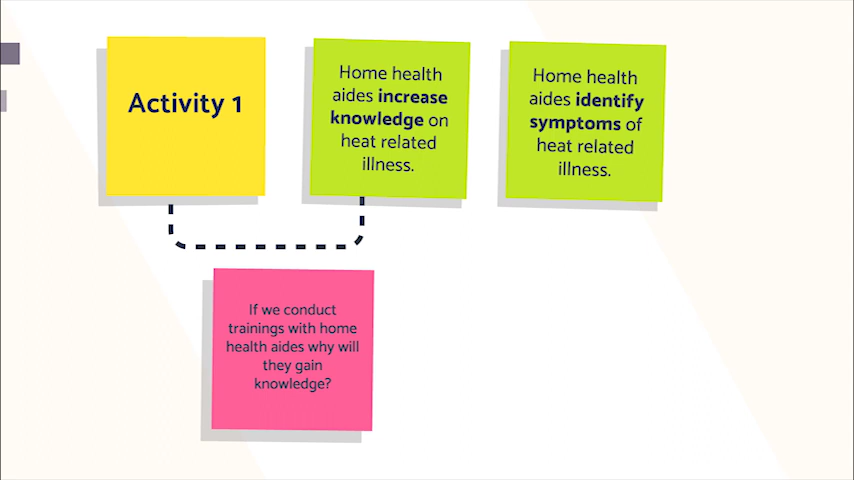 Activity 1
Home health
aides increase
knowledge on
heat related
illness.
Home health
aides identify
symptoms of
heat related
illness.
If we conduct
trainings with home
health aides why will
they gain
knowledge?